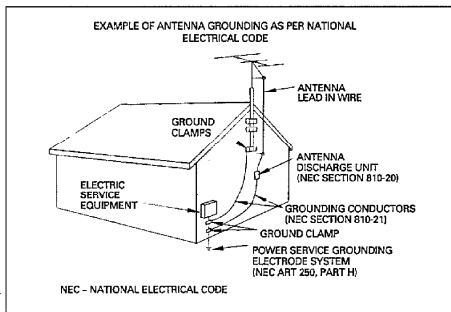 EXAMPLE OF ANTENNA GROUNDING AS PER NATIONAL
ELECTRICAL CODE
ANTENNA
LEAD IN WIRE
GROUND
CLAMPS
ANTENNA
DISCHARGE UNIT
(NEC SECTION 810-20)
ELECTRIC
SERVICE
EQUIPMENT
GROUNDING CONDUCTORS
(NEC SECTION 810-21)
GROUND CLAMP
POWER SERVICE GROUNDING
ELECTRODE SYSTEM
(NEC ART 250, PART H)
NEC – NATIONAL ELECTRICAL CODE